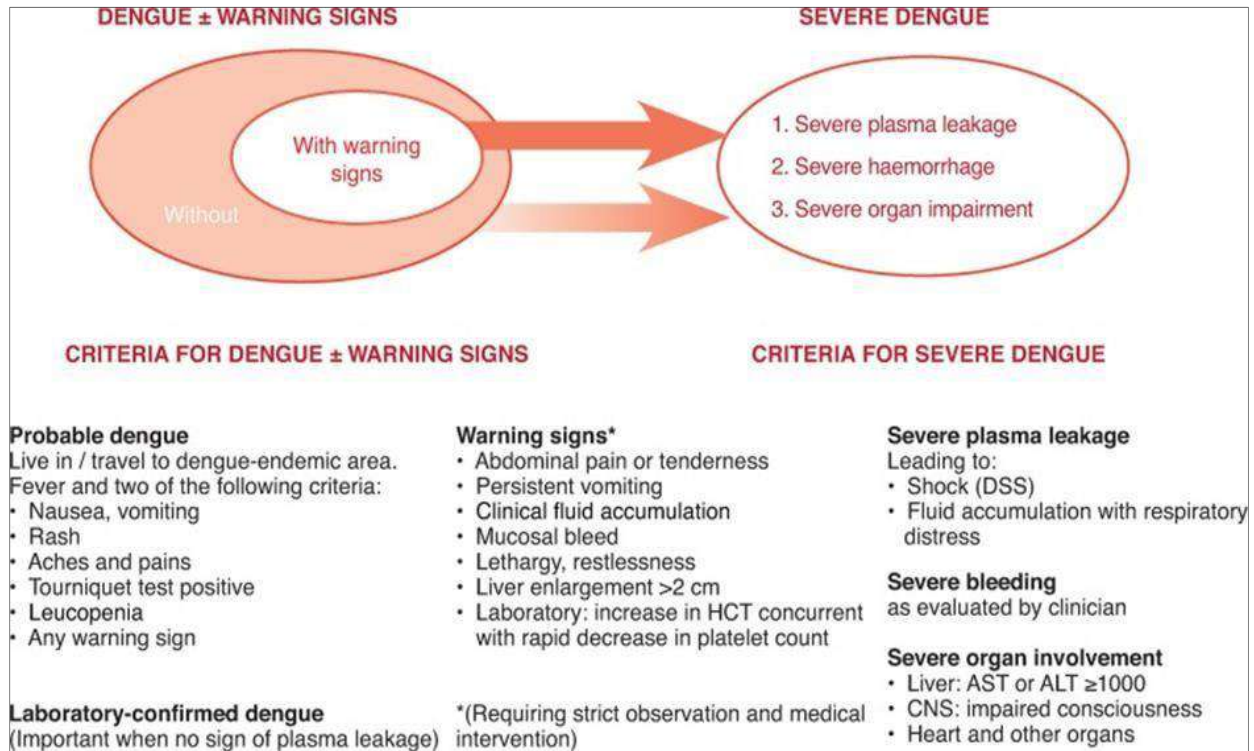 DENGUE ± WARNING SIGNS
SEVERE DENGUE
With warning
signs
Without
1. Severe plasma leakage
2. Severe haemorrhage
3. Severe organ impairment
CRITERIA FOR DENGUE ± WARNING SIGNS
CRITERIA FOR SEVERE DENGUE
Probable dengue
Live in / travel to dengue-endemic area.
Fever and two of the following criteria:
• Nausea, vomiting
• Rash
• Aches and pains
• Tourniquet test positive
• Leucopenia
• Any warning sign
Laboratory-confirmed dengue
(Important when no sign of plasma leakage)
Warning signs*
• Abdominal pain or tenderness
• Persistent vomiting
• Clinical fluid accumulation
• Mucosal bleed
• Lethargy, restlessness
• Liver enlargement >2 cm
• Laboratory: increase in HCT concurrent
with rapid decrease in platelet count
*(Requiring strict observation and medical
intervention)
Severe plasma leakage
Leading to:
• Shock (DSS)
• Fluid accumulation with respiratory
distress
Severe bleeding
as evaluated by clinician
Severe organ involvement
• Liver: AST or ALT ≥1000
• CNS: impaired consciousness
• Heart and other organs